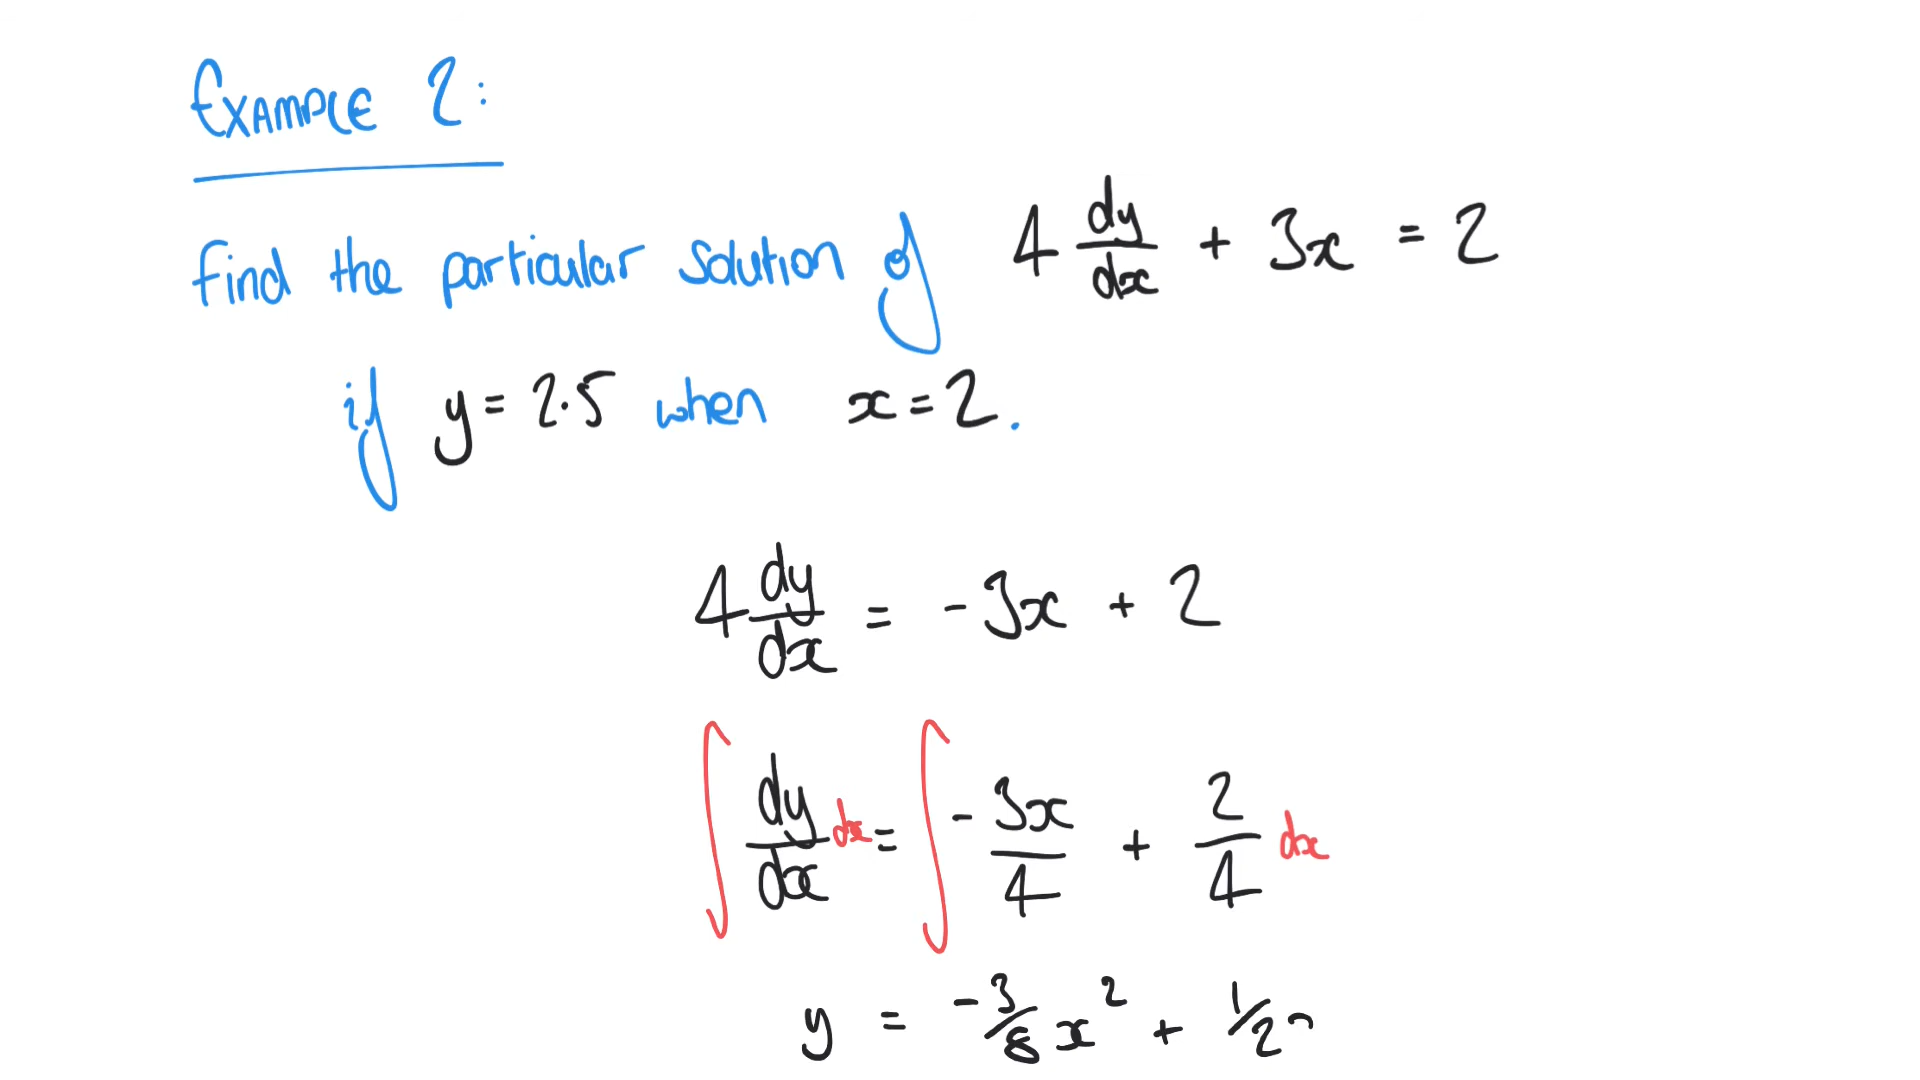 EXAMPLE 2:
find the particular solution of 4 dy/dx + 3x = 2
if y = 2.5 when x = 2.
4 dy/dx = -3x + 2
∫ dy/dx dx = ∫ -3x/4 + 2/4 dx
y = -3/8 x² + 1/2